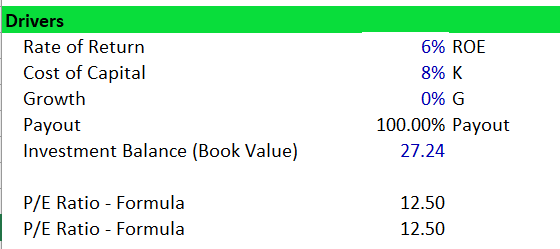 Drivers
Rate of Return 6% ROE
Cost of Capital 8% K
Growth 0% G
Payout 100.00% Payout
Investment Balance (Book Value) 27.24
P/E Ratio - Formula 12.50
P/E Ratio - Formula 12.50